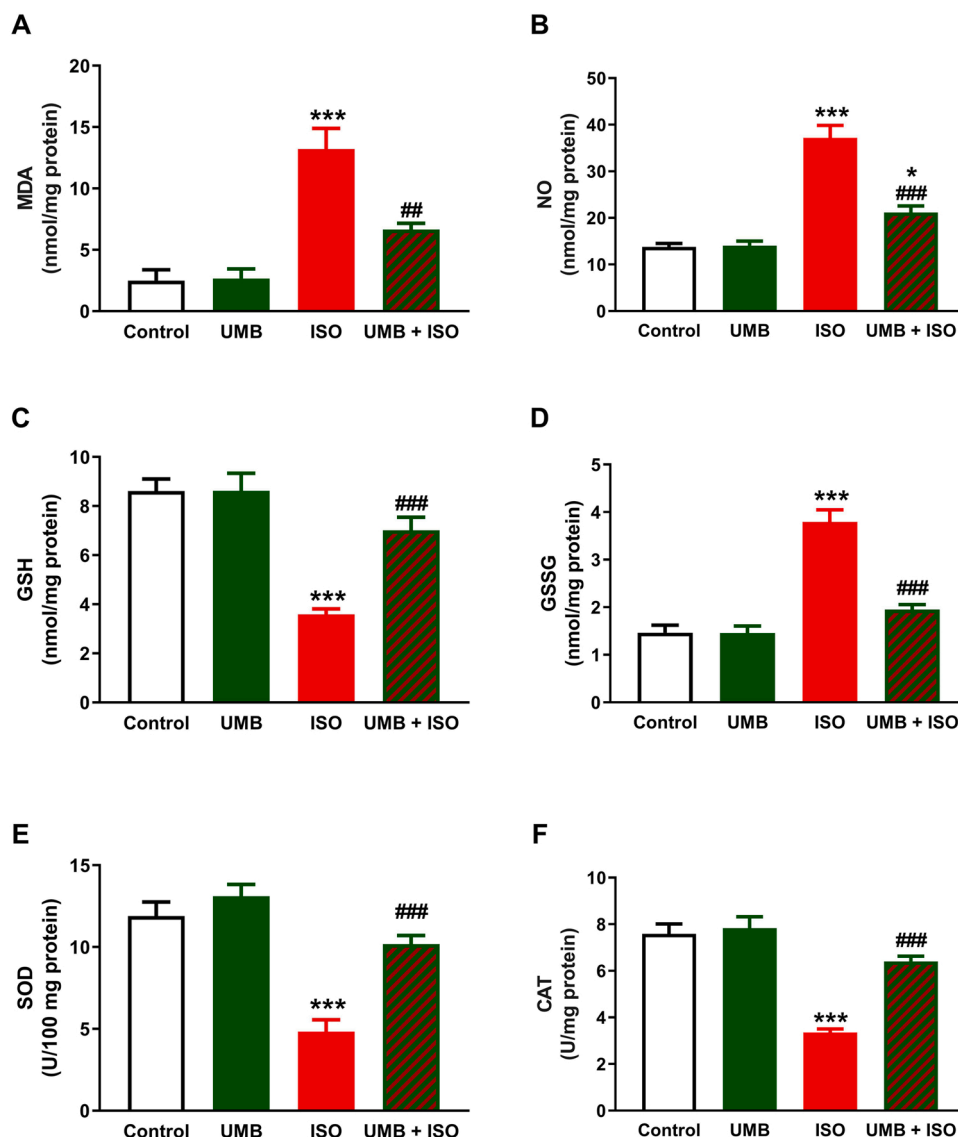 A
MDA
(nmol/mg protein)
20
15
10
5
0
***
##
Control UMB ISO UMB + ISO
B
NO
(nmol/mg protein)
50
40
30
20
10
0
***
*
###
Control UMB ISO UMB + ISO
C
GSH
(nmol/mg protein)
10
8
6
4
2
0
***
###
Control UMB ISO UMB + ISO
D
GSSG
(nmol/mg protein)
5
4
3
2
1
0
***
###
Control UMB ISO UMB + ISO
E
SOD
(U/100 mg protein)
15
10
5
0
***
###
Control UMB ISO UMB + ISO
F
CAT
(U/mg protein)
10
8
6
4
2
0
***
###
Control UMB ISO UMB + ISO